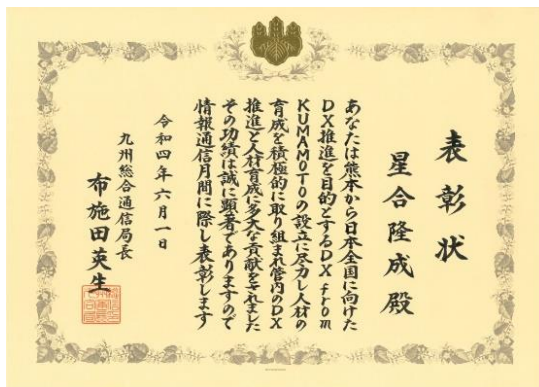 表彰状
星合隆成殿
あなたは熊本から日本全国に向けた
DX推進を目的とするDX from
KUMAMOTOの設立に尽力し人材の
育成を積極的に取り組まれ管内のDX
推進と人材育成に多大な貢献をされました
その功績は誠に顕著でありますので
情報通信月間に際し表彰します
令和四年六月一日
九州総合通信局長
布施田英生